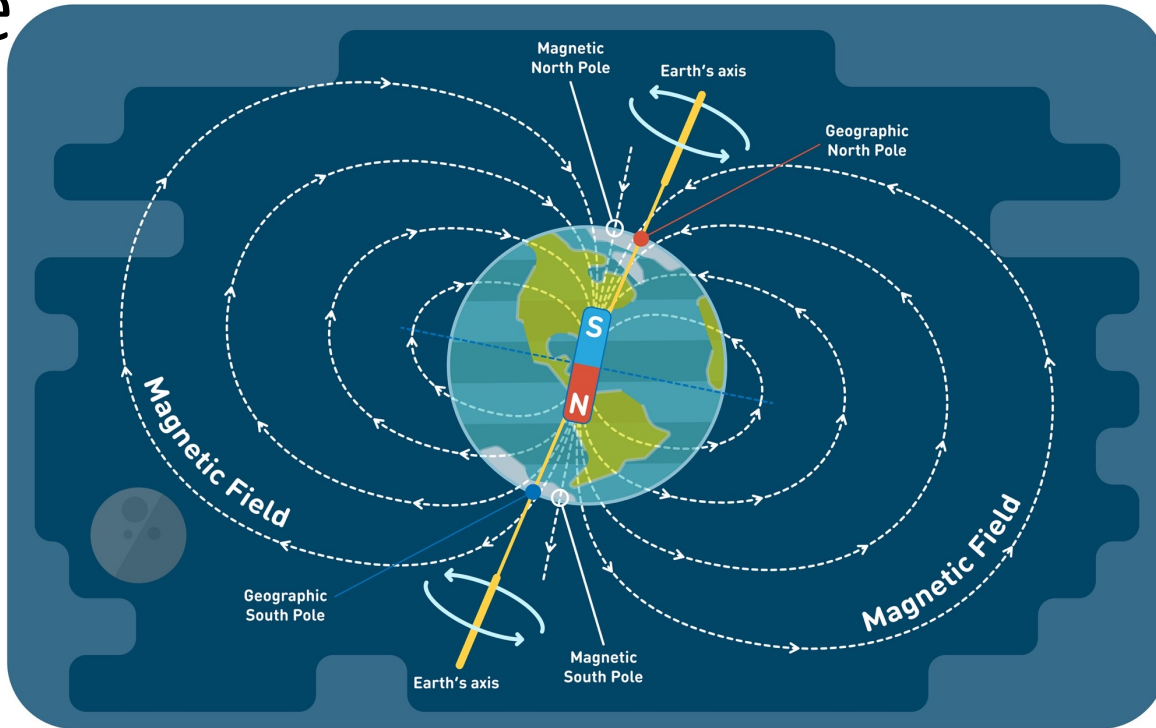 e
Magnetic
North Pole
Earth's axis
Geographic
North Pole
S
N
Magnetic Field
Magnetic Field
Geographic
South Pole
Magnetic
South Pole
Earth's axis